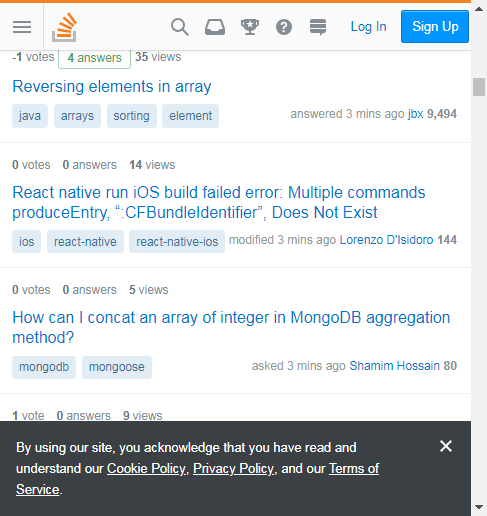 Log In Sign Up
-1 votes 4 answers 35 views
Reversing elements in array
java arrays sorting element answered 3 mins ago jbx 9,494
0 votes 0 answers 14 views
React native run iOS build failed error: Multiple commands
produceEntry, “:CFBundleIdentifier”, Does Not Exist
ios react-native react-native-ios modified 3 mins ago Lorenzo D'Isidoro 144
0 votes 0 answers 5 views
How can I concat an array of integer in MongoDB aggregation
method?
mongodb mongoose asked 3 mins ago Shamim Hossain 80
1 vote 0 answers 9 views
By using our site, you acknowledge that you have read and
understand our Cookie Policy, Privacy Policy, and our Terms of
Service.